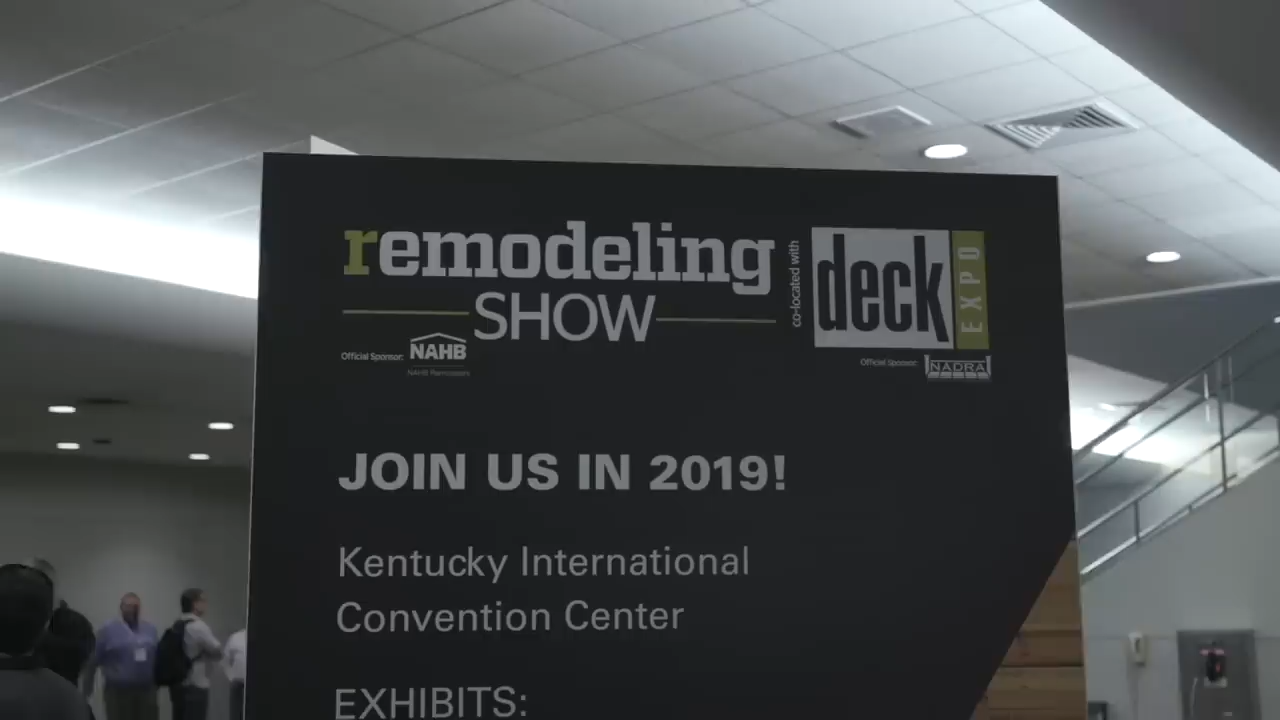 remodeling
SHOW
Official Sponsor: NAHB
NAHB Remodelers
co-located with
deck
EXPO
Official Sponsor: NADRA
JOIN US IN 2019!
Kentucky International
Convention Center
EXHIBITS: